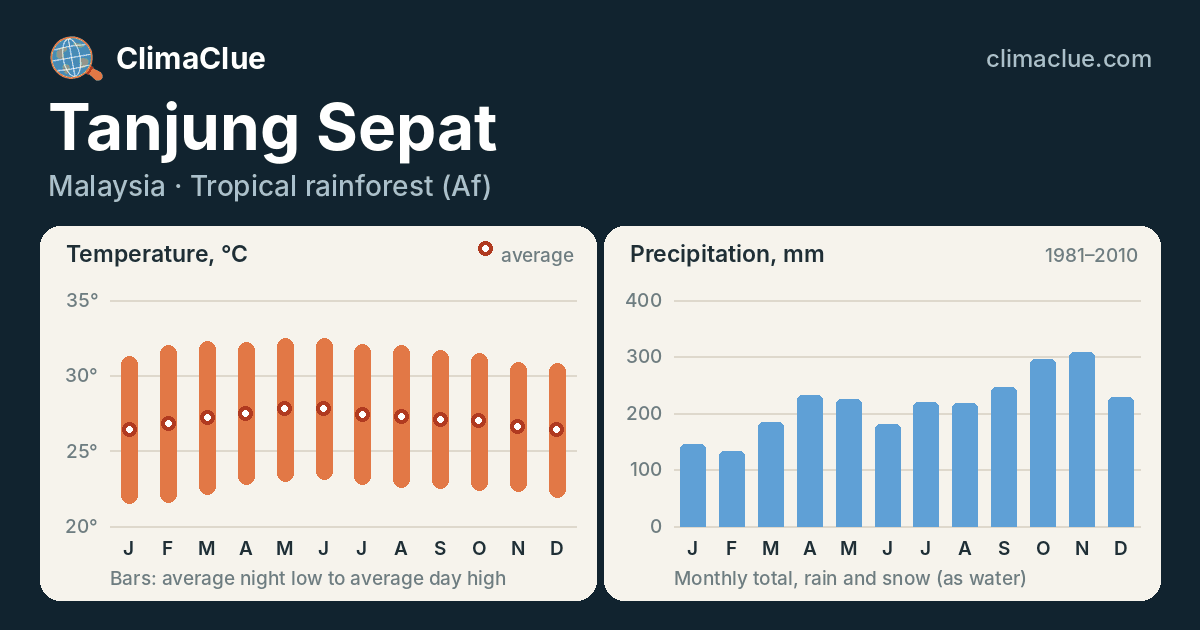 ClimaClue
climaclue.com
Tanjung Sepat
Malaysia · Tropical rainforest (Af)
Temperature, °C
average
35°
30°
25°
20°
J F M A M J J A S O N D
Bars: average night low to average day high
Precipitation, mm
1981–2010
400
300
200
100
0
J F M A M J J A S O N D
Monthly total, rain and snow (as water)